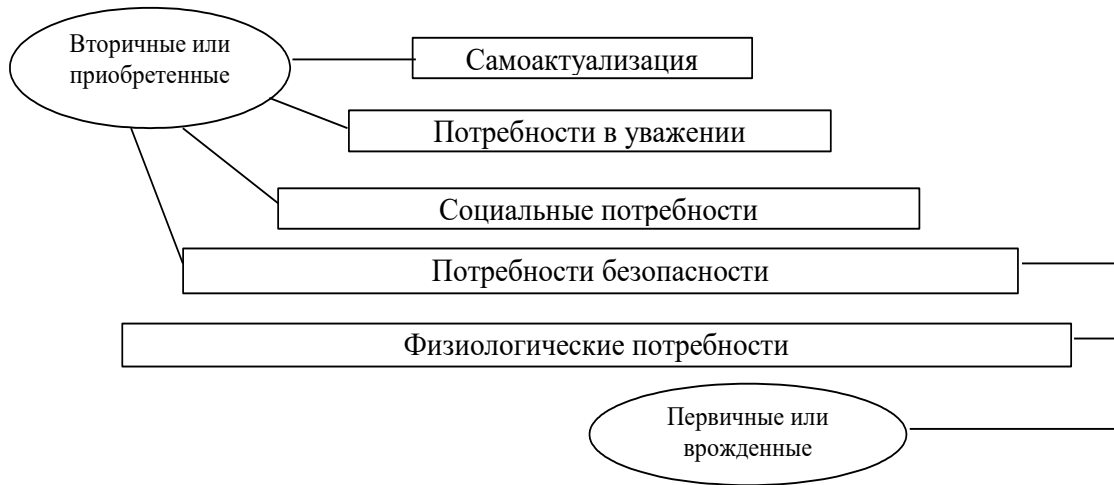 Вторичные или
приобретенные
Самоактуализация
Потребности в уважении
Социальные потребности
Потребности безопасности
Физиологические потребности
Первичные или
врожденные